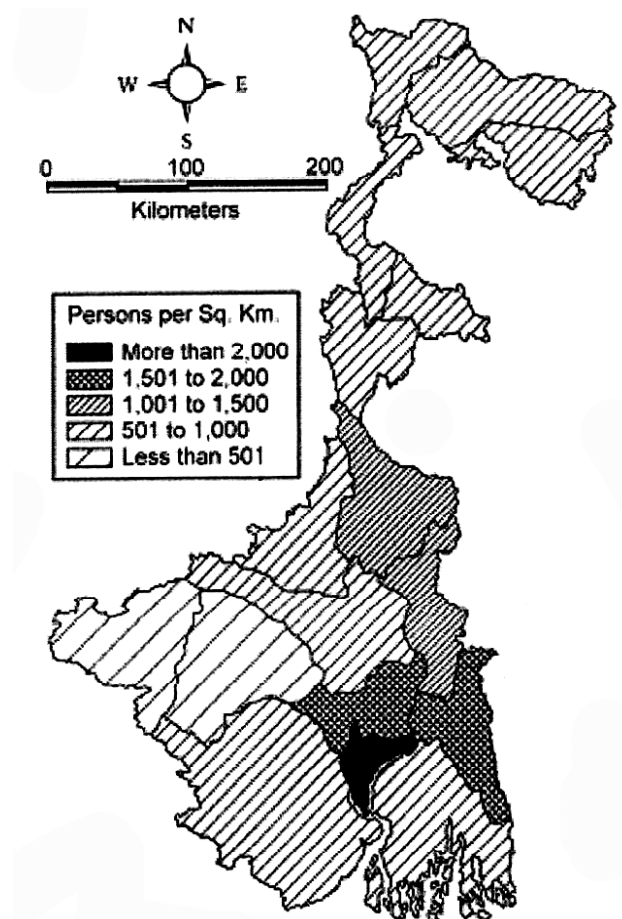 N
W E
S
0 100 200
Kilometers
Persons per Sq. Km.
More than 2,000
1,501 to 2,000
1,001 to 1,500
501 to 1,000
Less than 501